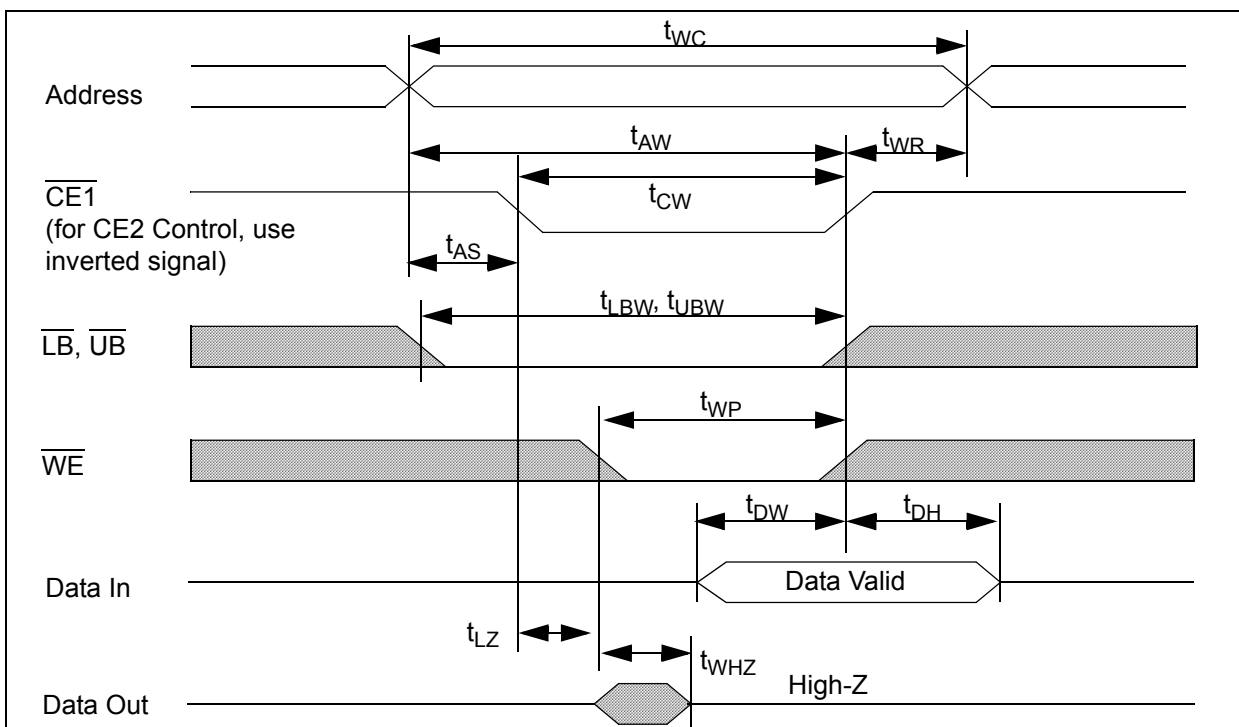 tWC
Address
tAW
tWR
CE1
(for CE2 Control, use
inverted signal)
tCW
tAS
tLBW, tUBW
LB, UB
tWP
WE
tDW
tDH
Data In
Data Valid
tLZ
tWHZ
High-Z
Data Out